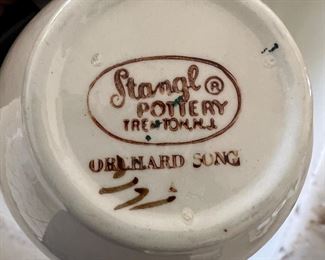 Stangl ®
POTTERY
TRENTON, N.J.
ORCHARD SONG